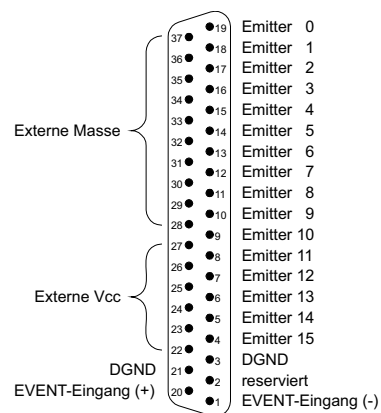 19 Emitter 0
37
18 Emitter 1
36
17 Emitter 2
35
16 Emitter 3
34
15 Emitter 4
33
Externe Masse
14 Emitter 5
32
13 Emitter 6
31
12 Emitter 7
30
11 Emitter 8
29
10 Emitter 9
28
9 Emitter 10
27
8 Emitter 11
26
7 Emitter 12
25
Externe Vcc
6 Emitter 13
24
5 Emitter 14
23
4 Emitter 15
22
3 DGND
DGND 21
2 reserviert
EVENT-Eingang (+) 20
1 EVENT-Eingang (-)